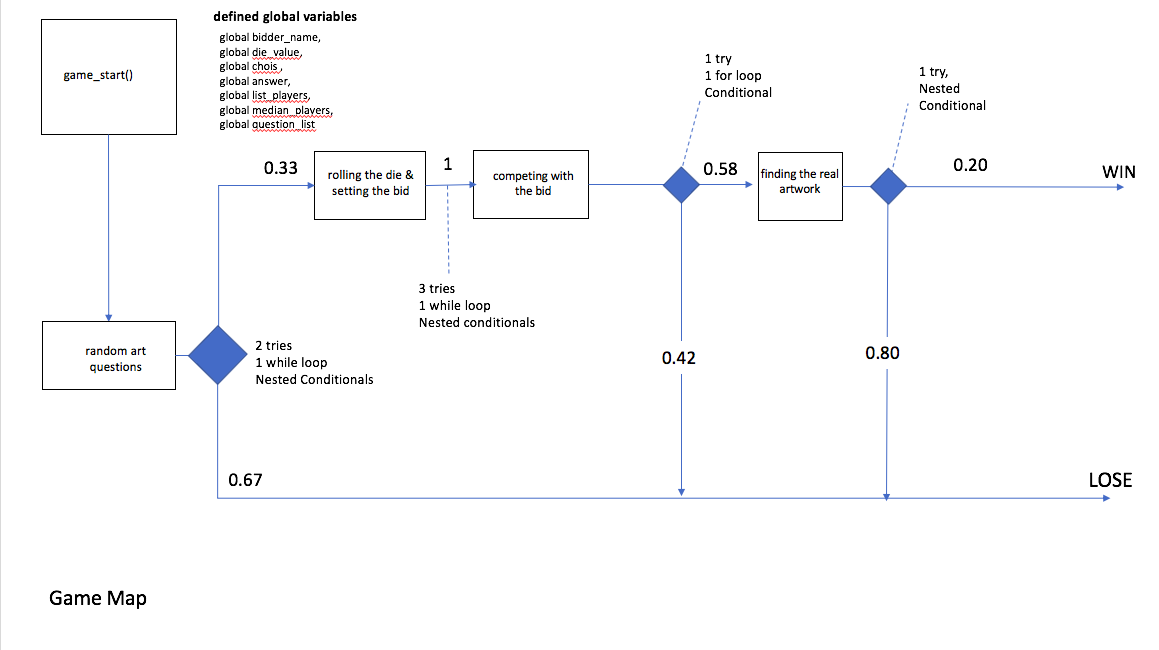 defined global variables
global bidder_name,
global die_value,
global chois ,
global answer,
global list_players,
global median_players,
global question_list
game_start()
1 try
1 for loop
Conditional
1 try,
Nested
Conditional
0.33
rolling the die &
setting the bid
1
competing with
the bid
0.58
finding the real
artwork
0.20
WIN
3 tries
1 while loop
Nested conditionals
random art
questions
2 tries
1 while loop
Nested Conditionals
0.42
0.80
0.67
LOSE
Game Map